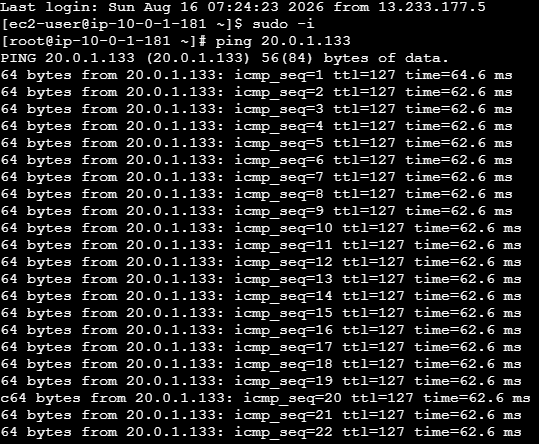 Last login: Sun Aug 16 07:24:23 2026 from 13.233.177.5
[ec2-user@ip-10-0-1-181 ~]$ sudo -i
[root@ip-10-0-1-181 ~]# ping 20.0.1.133
PING 20.0.1.133 (20.0.1.133) 56(84) bytes of data.
64 bytes from 20.0.1.133: icmp_seq=1 ttl=127 time=64.6 ms
64 bytes from 20.0.1.133: icmp_seq=2 ttl=127 time=62.6 ms
64 bytes from 20.0.1.133: icmp_seq=3 ttl=127 time=62.6 ms
64 bytes from 20.0.1.133: icmp_seq=4 ttl=127 time=62.6 ms
64 bytes from 20.0.1.133: icmp_seq=5 ttl=127 time=62.6 ms
64 bytes from 20.0.1.133: icmp_seq=6 ttl=127 time=62.6 ms
64 bytes from 20.0.1.133: icmp_seq=7 ttl=127 time=62.6 ms
64 bytes from 20.0.1.133: icmp_seq=8 ttl=127 time=62.6 ms
64 bytes from 20.0.1.133: icmp_seq=9 ttl=127 time=62.6 ms
64 bytes from 20.0.1.133: icmp_seq=10 ttl=127 time=62.6 ms
64 bytes from 20.0.1.133: icmp_seq=11 ttl=127 time=62.6 ms
64 bytes from 20.0.1.133: icmp_seq=12 ttl=127 time=62.6 ms
64 bytes from 20.0.1.133: icmp_seq=13 ttl=127 time=62.6 ms
64 bytes from 20.0.1.133: icmp_seq=14 ttl=127 time=62.6 ms
64 bytes from 20.0.1.133: icmp_seq=15 ttl=127 time=62.6 ms
64 bytes from 20.0.1.133: icmp_seq=16 ttl=127 time=62.6 ms
64 bytes from 20.0.1.133: icmp_seq=17 ttl=127 time=62.6 ms
64 bytes from 20.0.1.133: icmp_seq=18 ttl=127 time=62.6 ms
64 bytes from 20.0.1.133: icmp_seq=19 ttl=127 time=62.6 ms
c64 bytes from 20.0.1.133: icmp_seq=20 ttl=127 time=62.6 ms
64 bytes from 20.0.1.133: icmp_seq=21 ttl=127 time=62.6 ms
64 bytes from 20.0.1.133: icmp_seq=22 ttl=127 time=62.6 ms